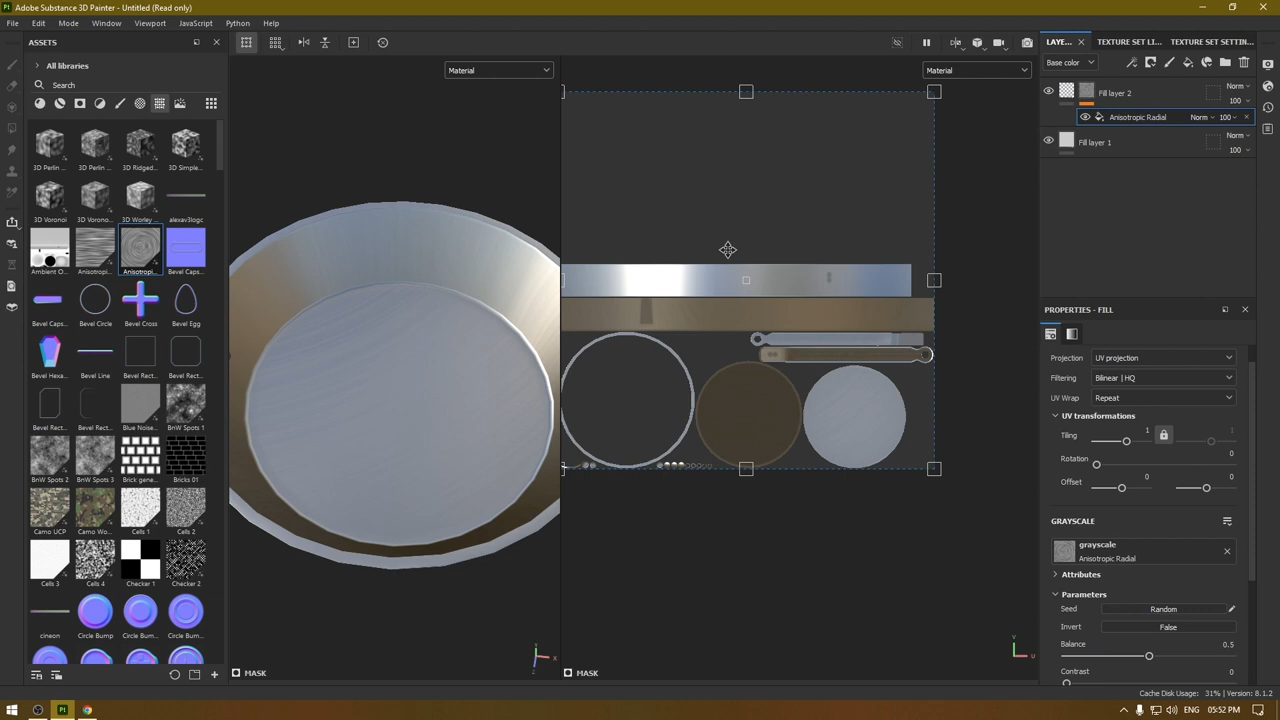 Adobe Substance 3D Painter - Untitled (Read only)
File Edit Mode Window Viewport JavaScript Python Help
ASSETS
All libraries
Search
3D Perlin ... 3D Perlin ... 3D Ridged... 3D Simple...
3D Voronoi 3D Vorono... 3D Worley ... alexav3logc
Ambient O... Anisotropi... Anisotropi... Bevel Caps...
Bevel Caps... Bevel Circle Bevel Cross Bevel Egg
Bevel Hexa... Bevel Line Bevel Rect... Bevel Rect...
Bevel Rect... Bevel Rect... Blue Noise... BnW Spots 1
BnW Spots 2 BnW Spots 3 Brick gene... Bricks 01
Camo UCP Camo Wo... Cells 1 Cells 2
Cells 3 Cells 4 Checker 1 Checker 2
cineon Circle Bump Circle Bum... Circle Bum...
Material
Material
MASK
MASK
Y
X
Z
V
U
LAYE... TEXTURE SET LI... TEXTURE SET SETTIN...
Base color
Fill layer 2 Norm
100
Anisotropic Radial Norm 100
Fill layer 1 Norm
100
PROPERTIES - FILL
Projection UV projection
Filtering Bilinear | HQ
UV Wrap Repeat
UV transformations
Tiling 1 1
Rotation 0
Offset 0 0
GRAYSCALE
grayscale
Anisotropic Radial
Attributes
Parameters
Seed Random
Invert False
Balance 0.5
Contrast 0
Cache Disk Usage: 31% | Version: 8.1.2
ENG 05:52 PM